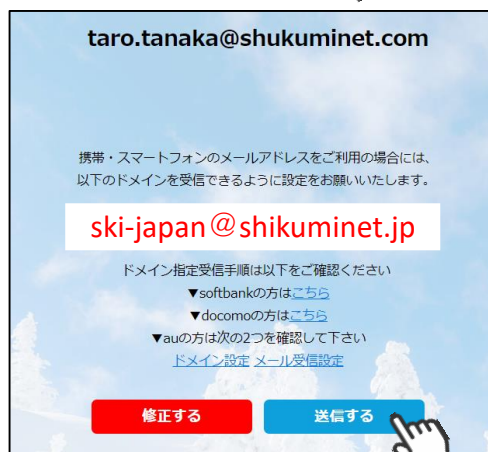 taro.tanaka@shukuminet.com
携帯・スマートフォンのメールアドレスをご利用の場合には、
以下のドメインを受信できるように設定をお願いいたします。
ski-japan＠shikuminet.jp
ドメイン指定受信手順は以下をご確認ください
▼softbankの方はこちら
▼docomoの方はこちら
▼auの方は次の2つを確認して下さい
ドメイン設定 メール受信設定
修正する 送信する